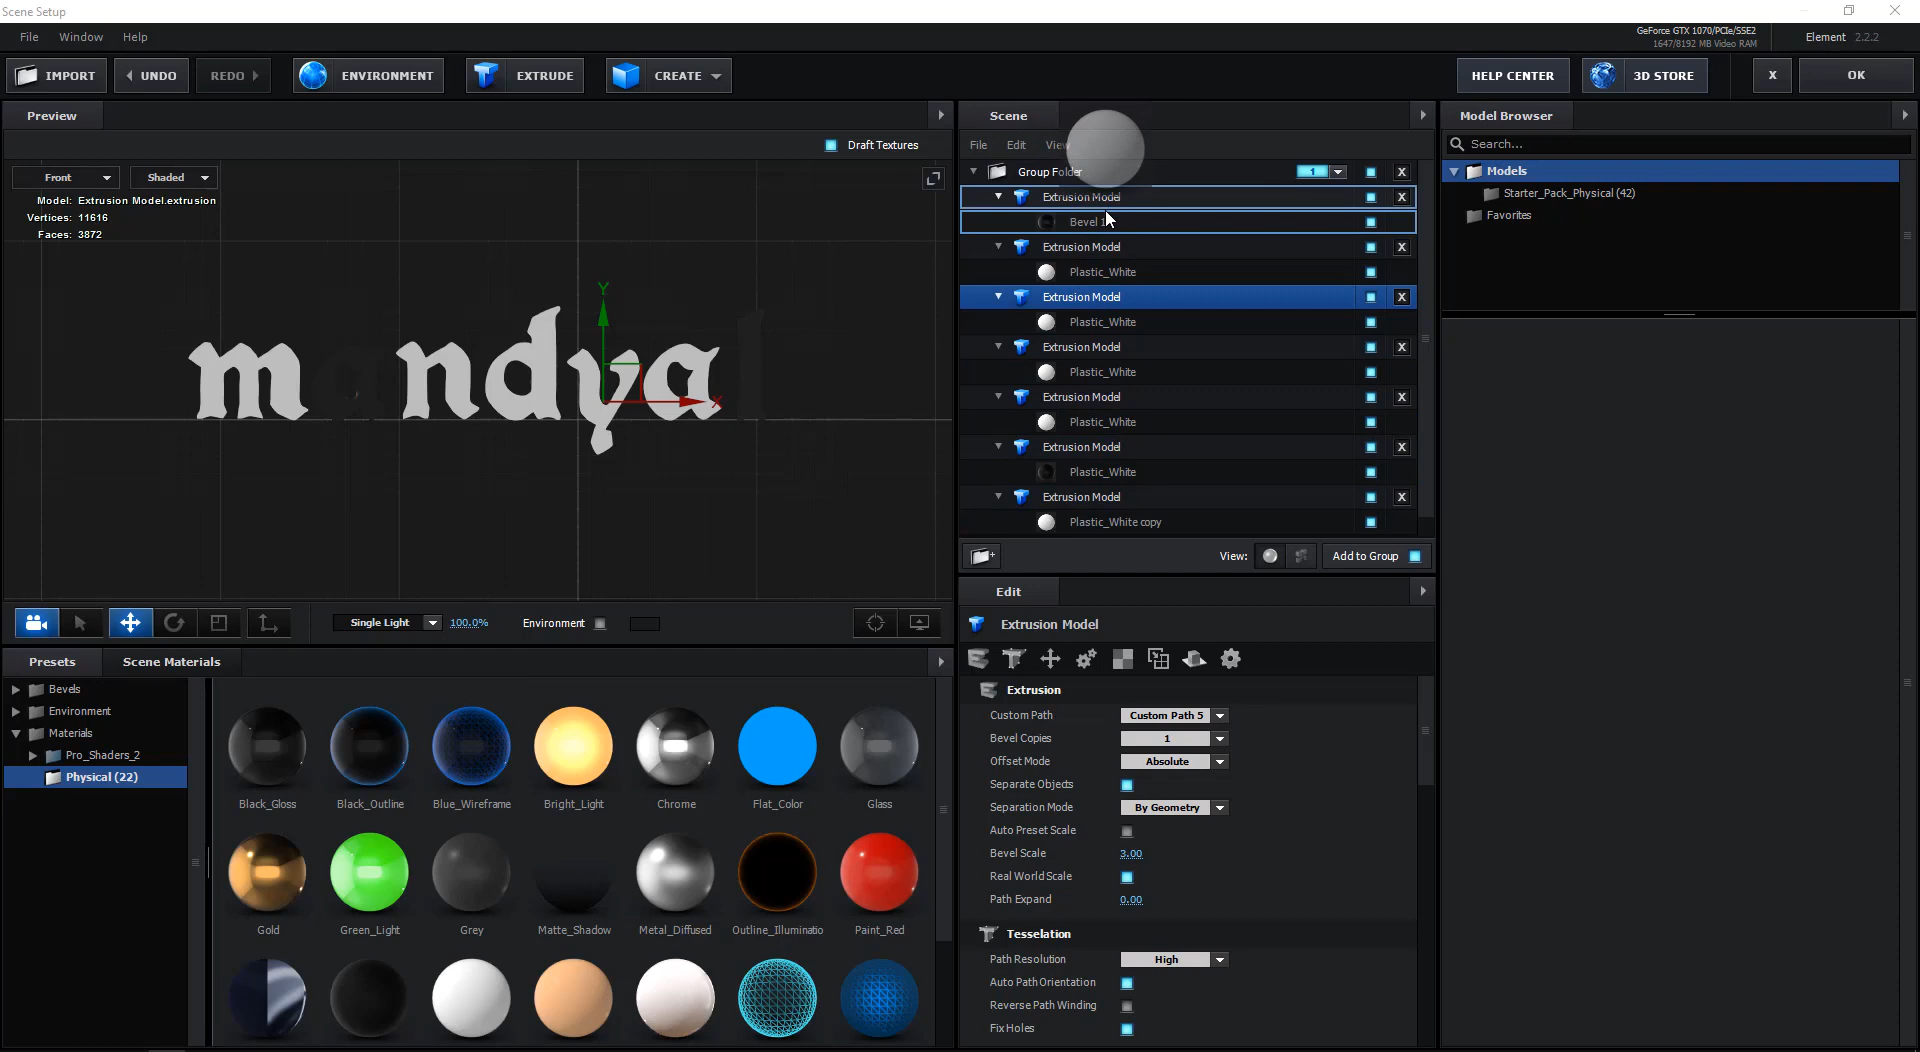 Scene Setup
File Window Help
GeForce GTX 1070/PCIe/SSE2
1647/8192 MB Video RAM
Element 2.2.2
IMPORT UNDO REDO ENVIRONMENT EXTRUDE CREATE HELP CENTER 3D STORE X OK
Preview
Draft Textures
Front Shaded
Model: Extrusion Model.extrusion
Vertices: 11616
Faces: 3872
mandyal
Y
X
Single Light 100.0% Environment
Presets Scene Materials
Bevels
Environment
Materials
Pro_Shaders_2
Physical (22)
Black_Gloss Black_Outline Blue_Wireframe Bright_Light Chrome Flat_Color Glass
Gold Green_Light Grey Matte_Shadow Metal_Diffused Outline_Illuminatio Paint_Red
Scene
File Edit View
Group Folder 1 X
Extrusion Model X
Bevel 1
Extrusion Model X
Plastic_White
Extrusion Model X
Plastic_White
Extrusion Model X
Plastic_White
Extrusion Model X
Plastic_White
Extrusion Model X
Plastic_White
Extrusion Model X
Plastic_White copy
View: Add to Group
Edit
Extrusion Model
Extrusion
Custom Path Custom Path 5
Bevel Copies 1
Offset Mode Absolute
Separate Objects
Separation Mode By Geometry
Auto Preset Scale
Bevel Scale 3.00
Real World Scale
Path Expand 0.00
Tesselation
Path Resolution High
Auto Path Orientation
Reverse Path Winding
Fix Holes
Model Browser
Search...
Models
Starter_Pack_Physical (42)
Favorites